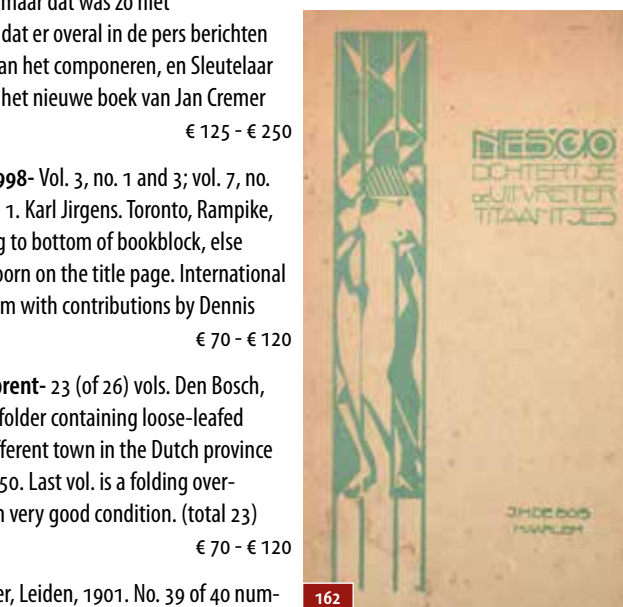 maar dat was zo niet
dat er overal in de pers berichten
an het componeren, en Sleutelaar
het nieuwe boek van Jan Cremer
€ 125 - € 250
998- Vol. 3, no. 1 and 3; vol. 7, no.
1. Karl Jirgens. Toronto, Rampike,
g to bottom of bookblock, else
orn on the title page. International
m with contributions by Dennis
€ 70 - € 120
rent- 23 (of 26) vols. Den Bosch,
folder containing loose-leafed
fferent town in the Dutch province
50. Last vol. is a folding over-
n very good condition. (total 23)
€ 70 - € 120
er, Leiden, 1901. No. 39 of 40 num-
NESCIO
DICHTERTJE
DE UITVRETER
TITAANTJES
J.H. DE BOIS
HAARLEM
162